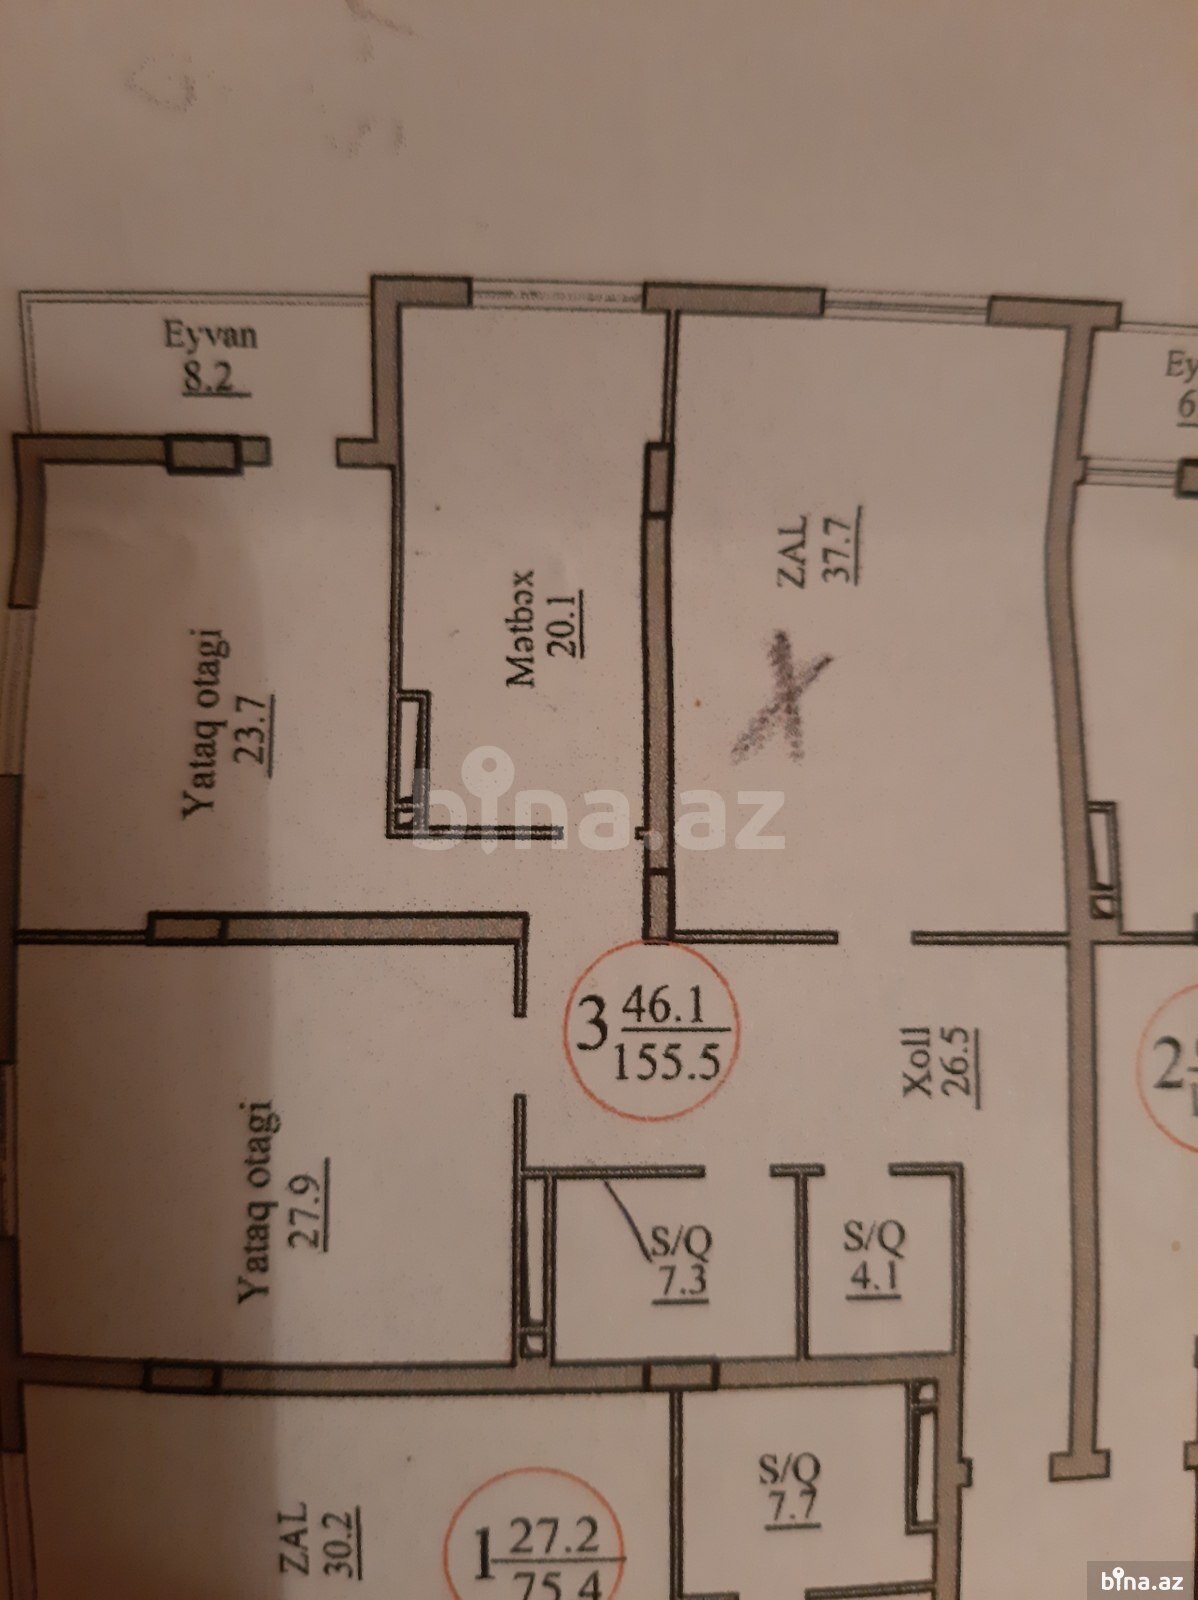 Eyvan
8.2
Ey
6
Yataq otagi
23.7
Mətbəx
20.1
ZAL
37.7
bina.az
3
46.1
155.5
Xoll
26.5
2
Yataq otagi
27.9
S/Q
7.3
S/Q
4.1
S/Q
7.7
ZAL
30.2
1
27.2
75.4
bina.az